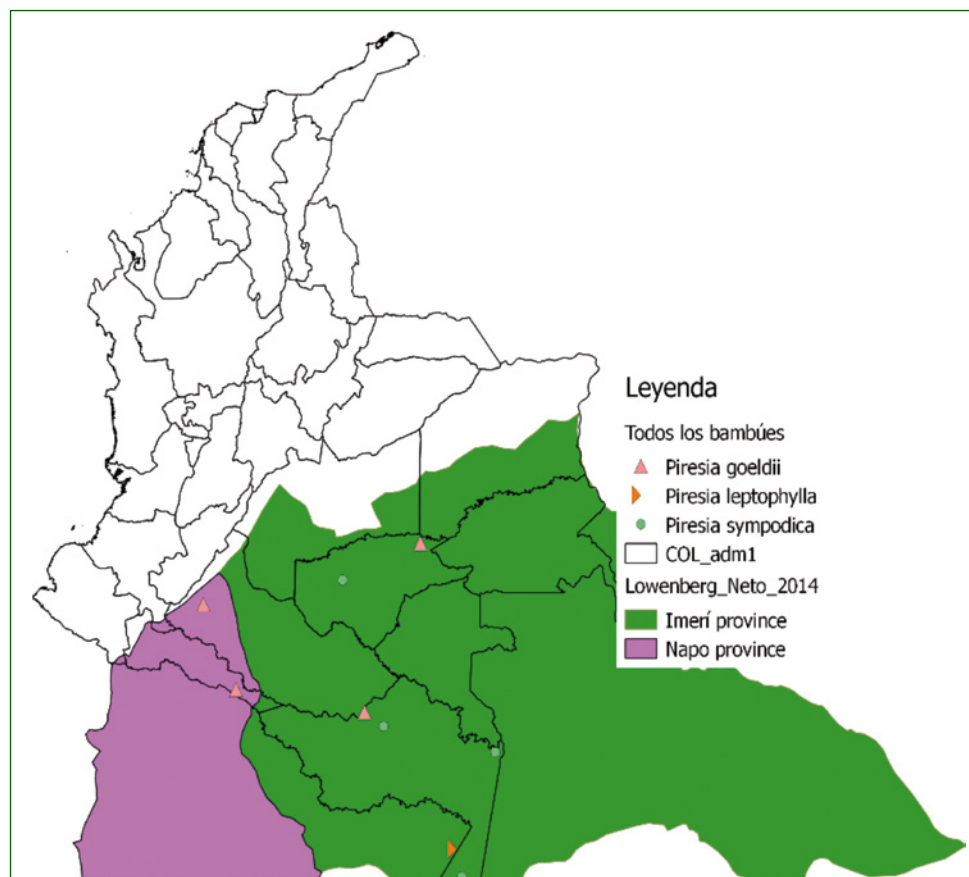 Leyenda
Todos los bambúes
Piresia goeldii
Piresia leptophylla
Piresia sympodica
COL_adm1
Lowenberg_Neto_2014
Imerí province
Napo province